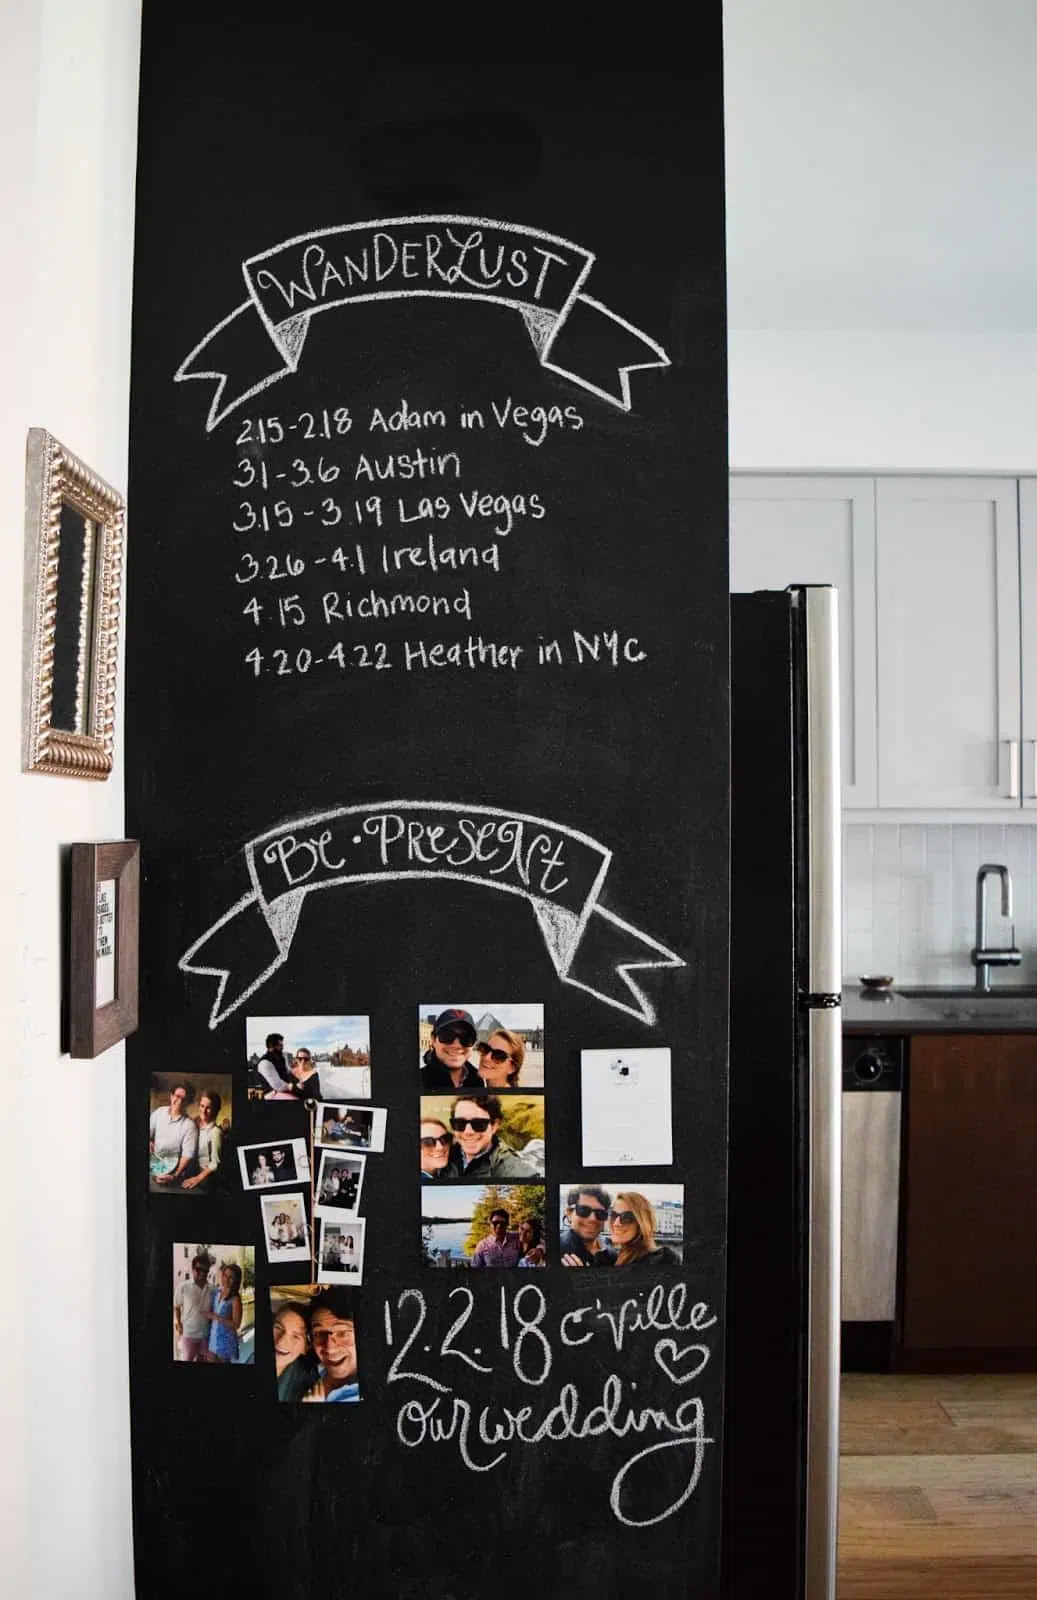 WANDERLUST
2.15-2.18 Adam in Vegas
3.1-3.6 Austin
3.15-3.19 Las Vegas
3.26-4.1 Ireland
4.15 Richmond
4.20-4.22 Heather in NYC
Be·PReSeNt
12.2.18 c'ville
our wedding